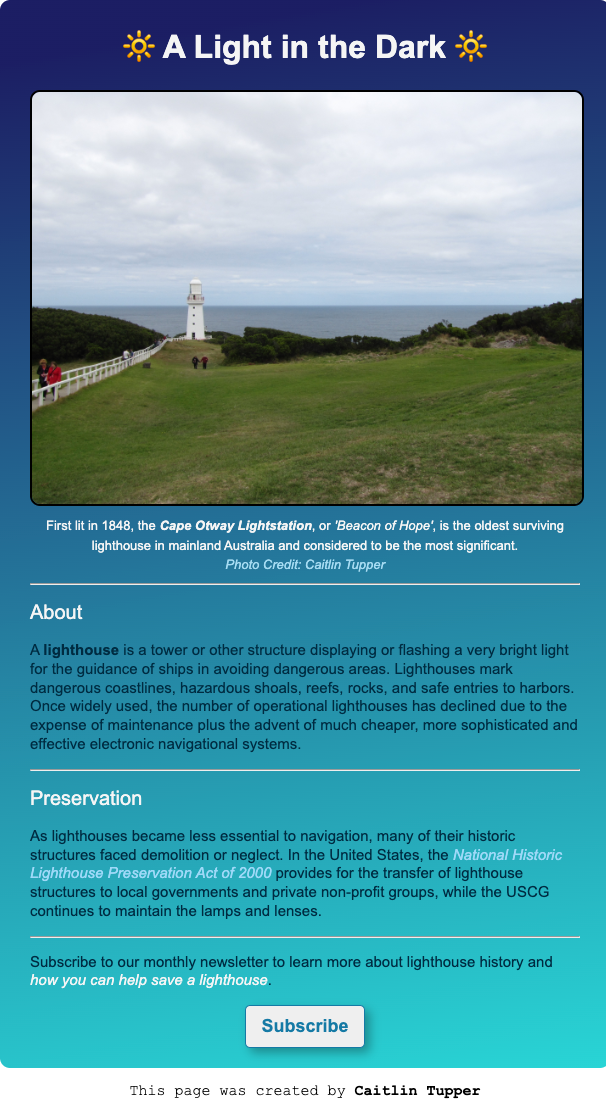 🔆 A Light in the Dark 🔆
First lit in 1848, the Cape Otway Lightstation, or 'Beacon of Hope', is the oldest surviving
lighthouse in mainland Australia and considered to be the most significant.
Photo Credit: Caitlin Tupper
About
A lighthouse is a tower or other structure displaying or flashing a very bright light
for the guidance of ships in avoiding dangerous areas. Lighthouses mark
dangerous coastlines, hazardous shoals, reefs, rocks, and safe entries to harbors.
Once widely used, the number of operational lighthouses has declined due to the
expense of maintenance plus the advent of much cheaper, more sophisticated and
effective electronic navigational systems.
Preservation
As lighthouses became less essential to navigation, many of their historic
structures faced demolition or neglect. In the United States, the National Historic
Lighthouse Preservation Act of 2000 provides for the transfer of lighthouse
structures to local governments and private non-profit groups, while the USCG
continues to maintain the lamps and lenses.
Subscribe to our monthly newsletter to learn more about lighthouse history and
how you can help save a lighthouse.
Subscribe
This page was created by Caitlin Tupper